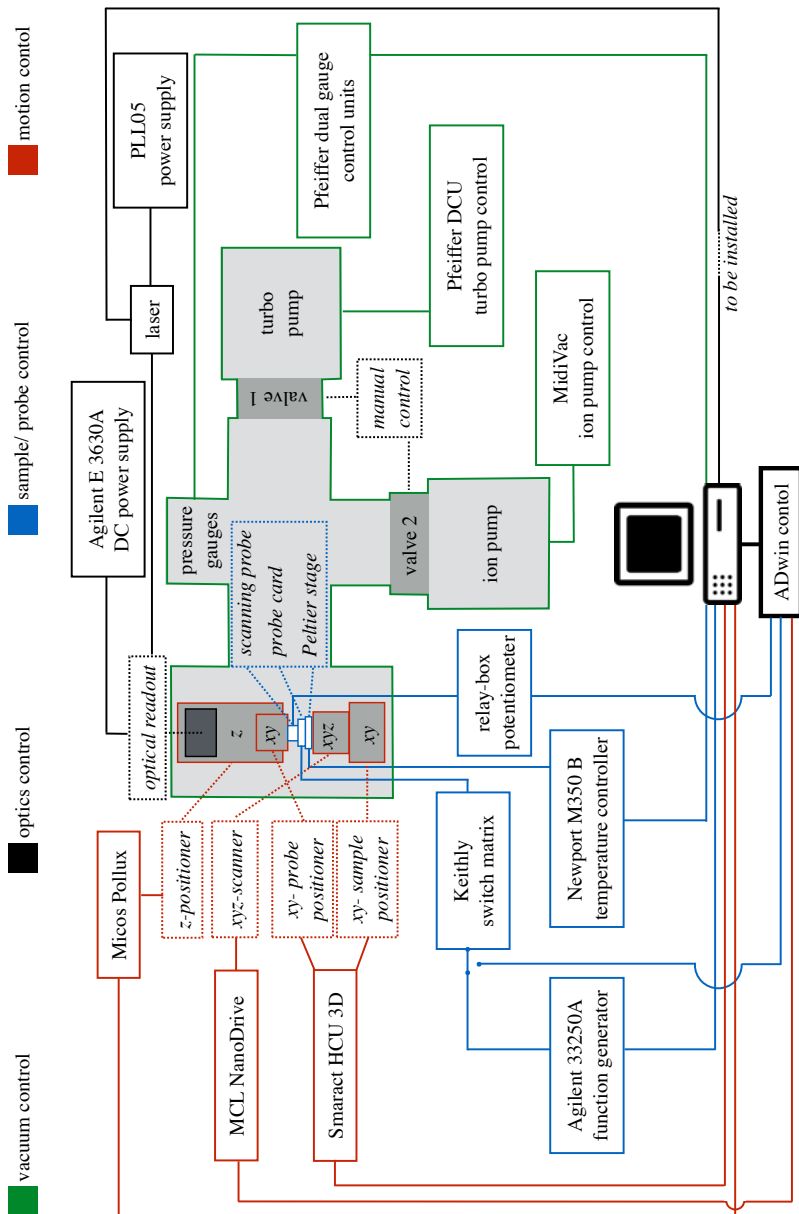 vacuum control
optics control
sample/ probe control
motion contol
Micos Pollux
z-positioner
xyz-scanner
xy- probe
positioner
xy- sample
positioner
MCL NanoDrive
Smaract HCU 3D
Agilent 33250A
function generator
Keithly
switch matrix
Newport M350 B
temperature controller
relay-box
potentiometer
optical readout
z
xy
xyz
xy
scanning probe
probe card
Peltier stage
pressure
gauges
Agilent E 3630A
DC power supply
laser
PLL05
power supply
valve 1
turbo
pump
manual
control
valve 2
ion pump
Pfeiffer dual gauge
control units
Pfeiffer DCU
turbo pump control
MidiVac
ion pump control
to be installed
ADwin contol